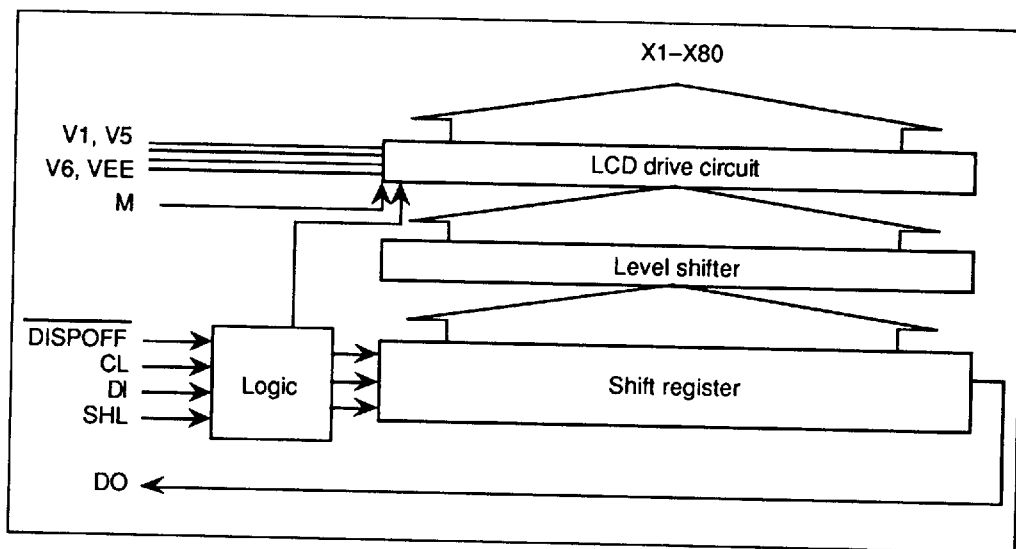 X1–X80
V1, V5
LCD drive circuit
V6, VEE
M
Level shifter
DISPOFF
CL
DI
SHL
Logic
Shift register
DO